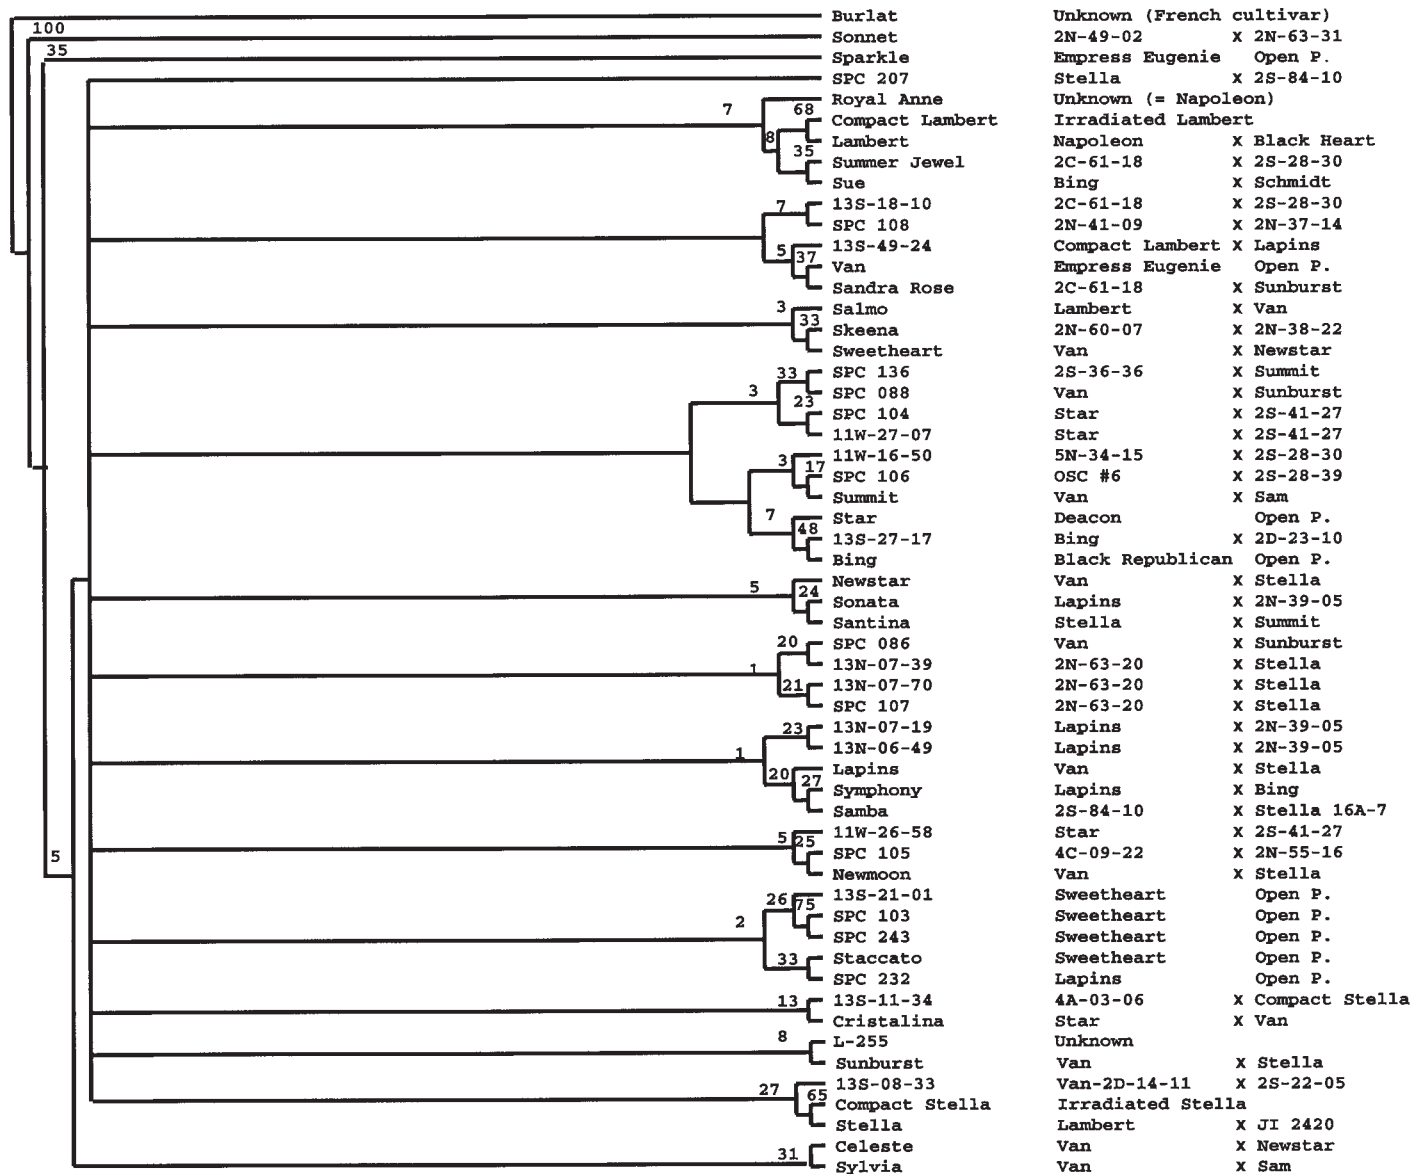 Burlat Unknown (French cultivar)
100
Sonnet 2N-49-02 X 2N-63-31
35
Sparkle Empress Eugenie Open P.
SPC 207 Stella X 2S-84-10
Royal Anne Unknown (= Napoleon)
7 68
Compact Lambert Irradiated Lambert
8
Lambert Napoleon X Black Heart
35
Summer Jewel 2C-61-18 X 2S-28-30
Sue Bing X Schmidt
7 13S-18-10 2C-61-18 X 2S-28-30
SPC 108 2N-41-09 X 2N-37-14
13S-49-24 Compact Lambert X Lapins
5 37
Van Empress Eugenie Open P.
Sandra Rose 2C-61-18 X Sunburst
3 Salmo Lambert X Van
33
Skeena 2N-60-07 X 2N-38-22
Sweetheart Van X Newstar
33 SPC 136 2S-36-36 X Summit
3 SPC 088 Van X Sunburst
23
SPC 104 Star X 2S-41-27
11W-27-07 Star X 2S-41-27
3 11W-16-50 5N-34-15 X 2S-28-30
17
SPC 106 OSC #6 X 2S-28-39
Summit Van X Sam
7 Star Deacon Open P.
48
13S-27-17 Bing X 2D-23-10
Bing Black Republican Open P.
5 Newstar Van X Stella
24
Sonata Lapins X 2N-39-05
Santina Stella X Summit
20 SPC 086 Van X Sunburst
13N-07-39 2N-63-20 X Stella
1
21 13N-07-70 2N-63-20 X Stella
SPC 107 2N-63-20 X Stella
23 13N-07-19 Lapins X 2N-39-05
13N-06-49 Lapins X 2N-39-05
1
Lapins Van X Stella
20 27
Symphony Lapins X Bing
Samba 2S-84-10 X Stella 16A-7
11W-26-58 Star X 2S-41-27
5 25
SPC 105 4C-09-22 X 2N-55-16
5
Newmoon Van X Stella
13S-21-01 Sweetheart Open P.
26 75
SPC 103 Sweetheart Open P.
2
SPC 243 Sweetheart Open P.
33 Staccato Sweetheart Open P.
SPC 232 Lapins Open P.
13 13S-11-34 4A-03-06 X Compact Stella
Cristalina Star X Van
8 L-255 Unknown
Sunburst Van X Stella
13S-08-33 Van-2D-14-11 X 2S-22-05
27 65
Compact Stella Irradiated Stella
Stella Lambert X JI 2420
Celeste Van X Newstar
31
Sylvia Van X Sam